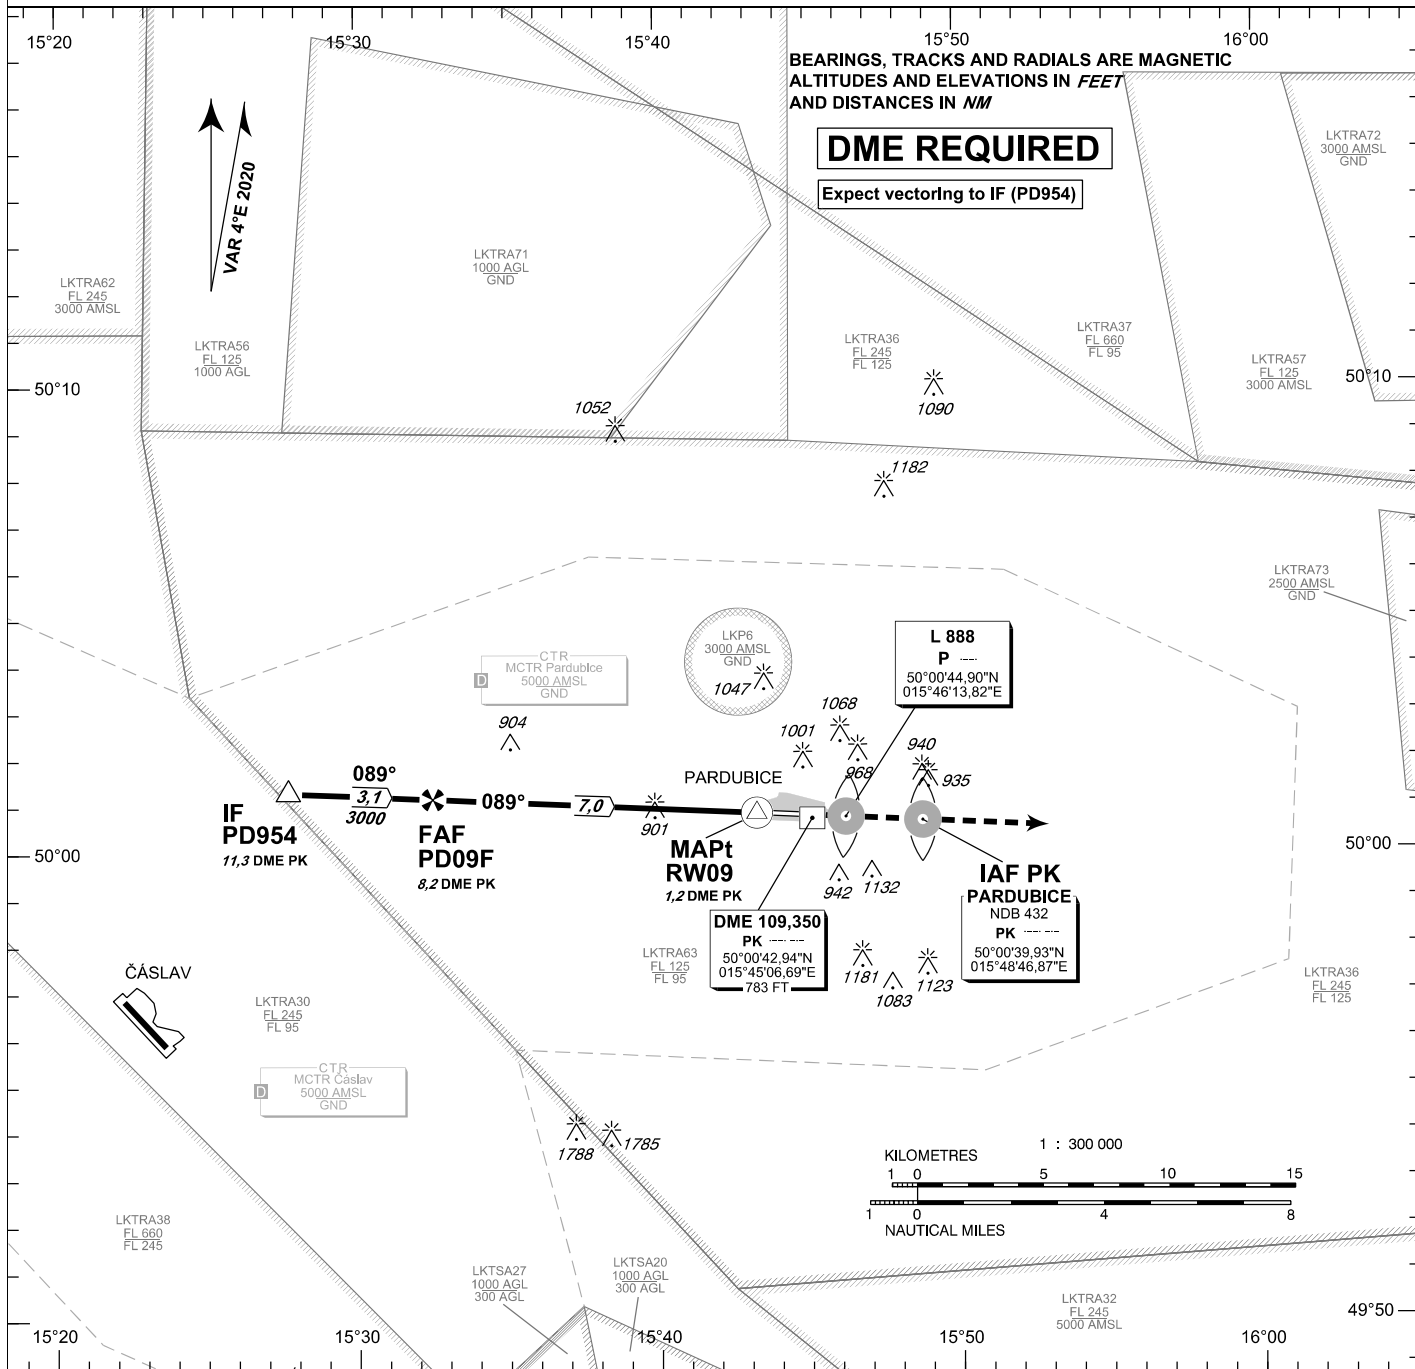 15°20
15°30
15°40
15°50
16°00
BEARINGS, TRACKS AND RADIALS ARE MAGNETIC
ALTITUDES AND ELEVATIONS IN FEET
AND DISTANCES IN NM
DME REQUIRED
Expect vectoring to IF (PD954)
VAR 4°E 2020
LKTRA72
3000 AMSL
GND
LKTRA71
1000 AGL
GND
LKTRA62
FL 245
3000 AMSL
LKTRA56
FL 125
1000 AGL
LKTRA36
FL 245
FL 125
LKTRA37
FL 660
FL 95
LKTRA57
FL 125
3000 AMSL
50°10
50°10
1052
1090
1182
LKTRA73
2500 AMSL
GND
CTR
MCTR Pardubice
5000 AMSL
GND
D
LKP6
3000 AMSL
GND
1047
L 888
P
50°00'44,90"N
015°46'13,82"E
904
1001
1068
968
940
935
PARDUBICE
089°
3,1
3000
089°
7,0
901
IF
PD954
11,3 DME PK
FAF
PD09F
8,2 DME PK
MAPt
RW09
1,2 DME PK
942
1132
50°00
50°00
IAF PK
PARDUBICE
NDB 432
PK
50°00'39,93"N
015°48'46,87"E
DME 109,350
PK
50°00'42,94"N
015°45'06,69"E
783 FT
LKTRA63
FL 125
FL 95
1181
1083
1123
LKTRA36
FL 245
FL 125
ČÁSLAV
LKTRA30
FL 245
FL 95
CTR
MCTR Čáslav
5000 AMSL
GND
D
1788
1785
1 : 300 000
KILOMETRES
1 0 5 10 15
1 0 4 8
NAUTICAL MILES
LKTRA38
FL 660
FL 245
LKTSA27
1000 AGL
300 AGL
LKTSA20
1000 AGL
300 AGL
LKTRA32
FL 245
5000 AMSL
49°50
15°20
15°30
15°40
15°50
16°00